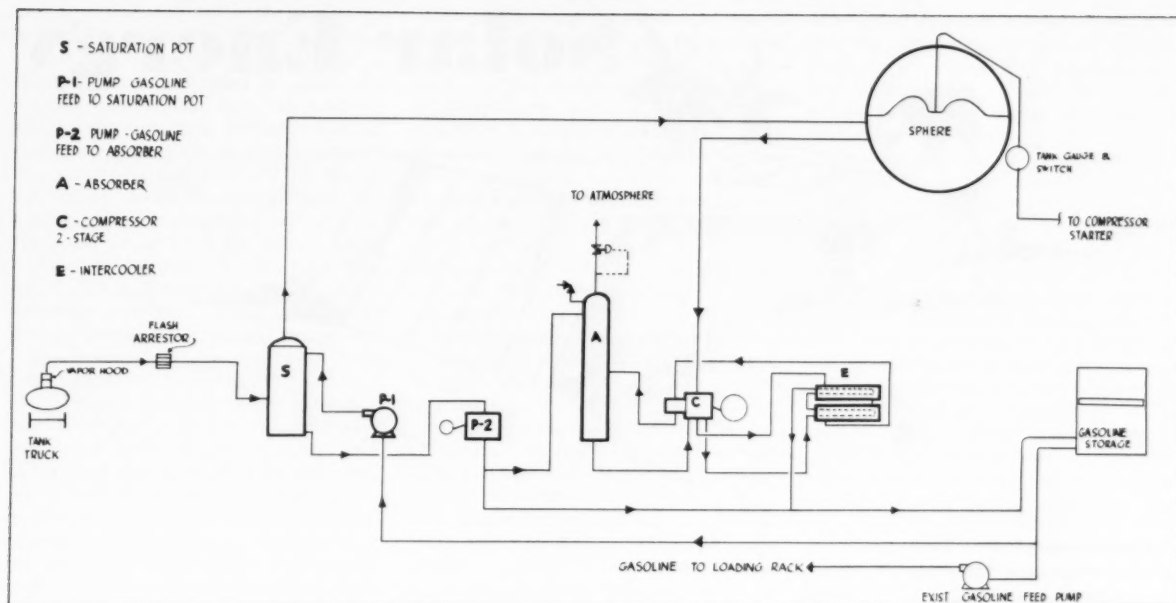 S - SATURATION POT
P-1- PUMP GASOLINE
FEED TO SATURATION POT
P-2 PUMP - GASOLINE
FEED TO ABSORBER
A - ABSORBER
C - COMPRESSOR
2 - STAGE
E - INTERCOOLER
SPHERE
TANK GAUGE &
SWITCH
TO COMPRESSOR
STARTER
TO ATMOSPHERE
FLASH
ARRESTOR
VAPOR HOOD
TANK
TRUCK
S
P-1
P-2
A
C
E
GASOLINE
STORAGE
GASOLINE TO LOADING RACK
EXIST GASOLINE FEED PUMP